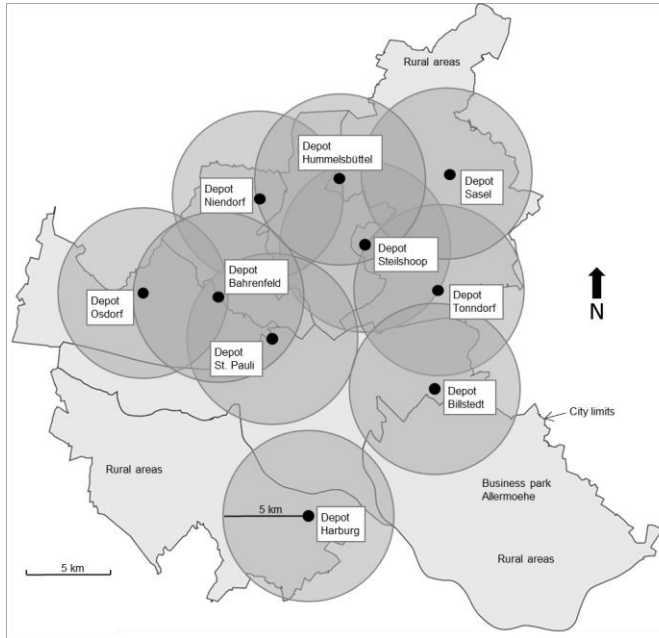 Rural areas
Depot
Hummelsbüttel
Depot
Niendorf
Depot
Sasel
Depot
Steilshoop
Depot
Bahrenfeld
Depot
Osdorf
Depot
Tonndorf
N
Depot
St. Pauli
Depot
Billstedt
City limits
Rural areas
Business park
Allermoehe
5 km
Depot
Harburg
Rural areas
5 km